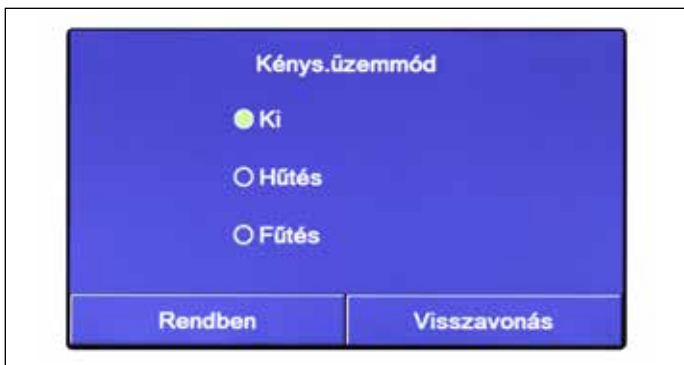 Kénys.üzemmód
Ki
Hűtés
Fűtés
Rendben
Visszavonás